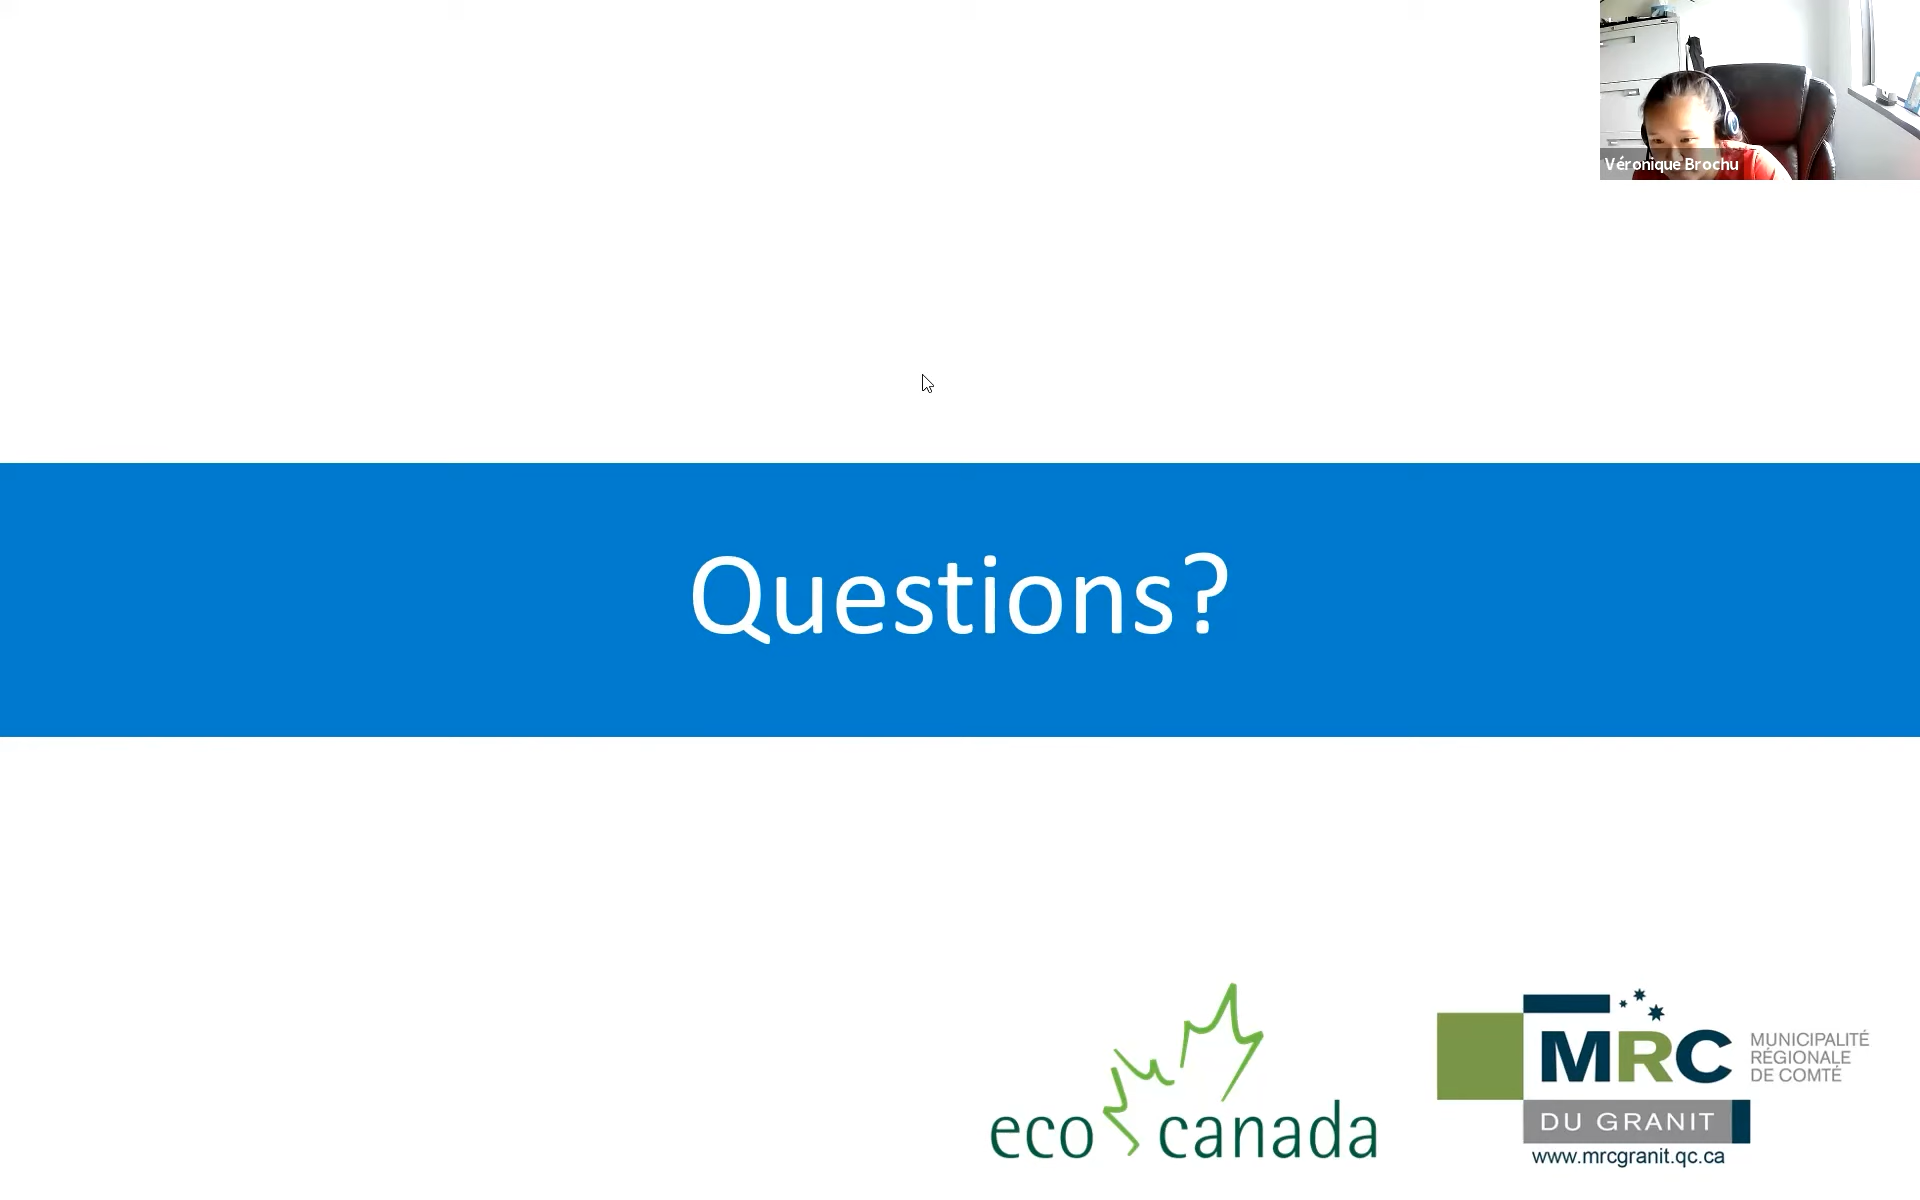 Véronique Brochu
Questions?
eco canada
MRC
MUNICIPALITÉ
RÉGIONALE
DE COMTÉ
DU GRANIT
www.mrcgranit.qc.ca